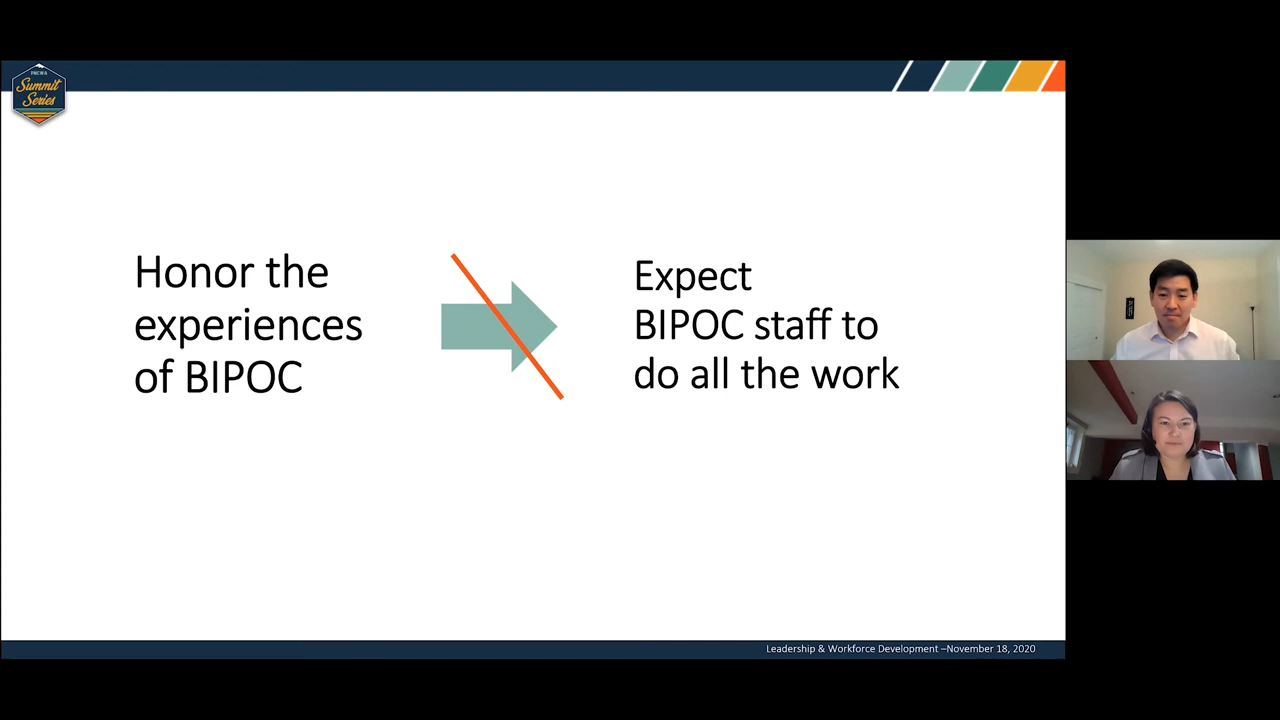 PNCWA
Summit
Series
Honor the
experiences
of BIPOC
Expect
BIPOC staff to
do all the work
Leadership & Workforce Development –November 18, 2020